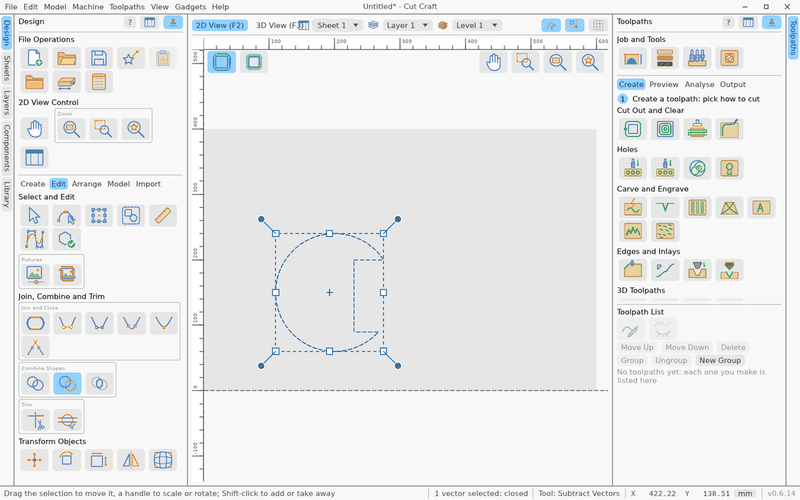 File Edit Model Machine Toolpaths View Gadgets Help
Untitled* - Cut Craft
Design
Sheets
Layers
Components
Library
Design
?
File Operations
2D View Control
Zoom
Create Edit Arrange Model Import
Select and Edit
Pictures
Join, Combine and Trim
Join and Close
Combine Shapes
Trim
Transform Objects
2D View (F2)
3D View (F3)
Sheet 1
Layer 1
Level 1
100
200
300
400
500
600
500
400
300
200
100
0
-100
Toolpaths
?
Job and Tools
Create Preview Analyse Output
1 Create a toolpath: pick how to cut
Cut Out and Clear
Holes
Carve and Engrave
A
Edges and Inlays
3D Toolpaths
Toolpath List
Move Up Move Down Delete
Group Ungroup New Group
No toolpaths yet: each one you make is
listed here
Toolpaths
Drag the selection to move it, a handle to scale or rotate; Shift-click to add or take away
1 vector selected: closed
Tool: Subtract Vectors
X 422.22 Y 138.51 mm
v0.6.14